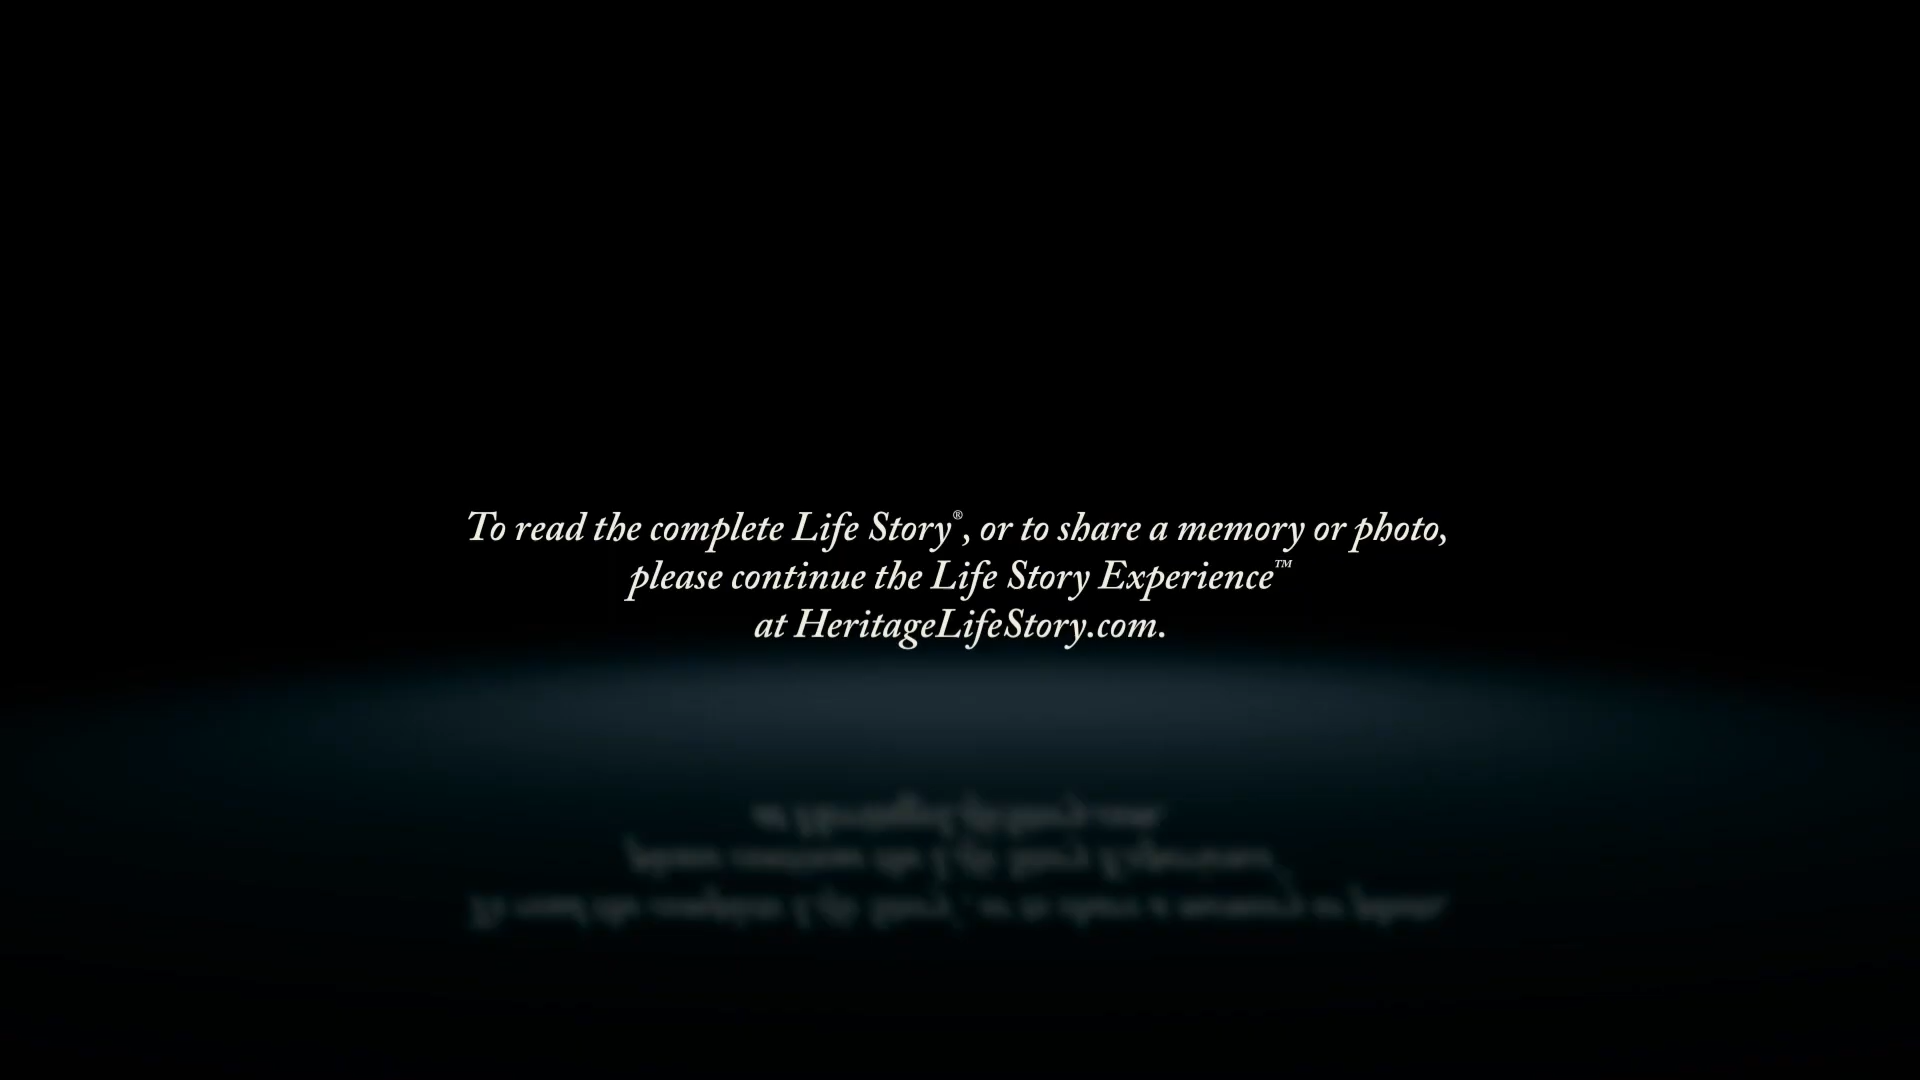 To read the complete Life Story®, or to share a memory or photo,
please continue the Life Story Experience™
at HeritageLifeStory.com.